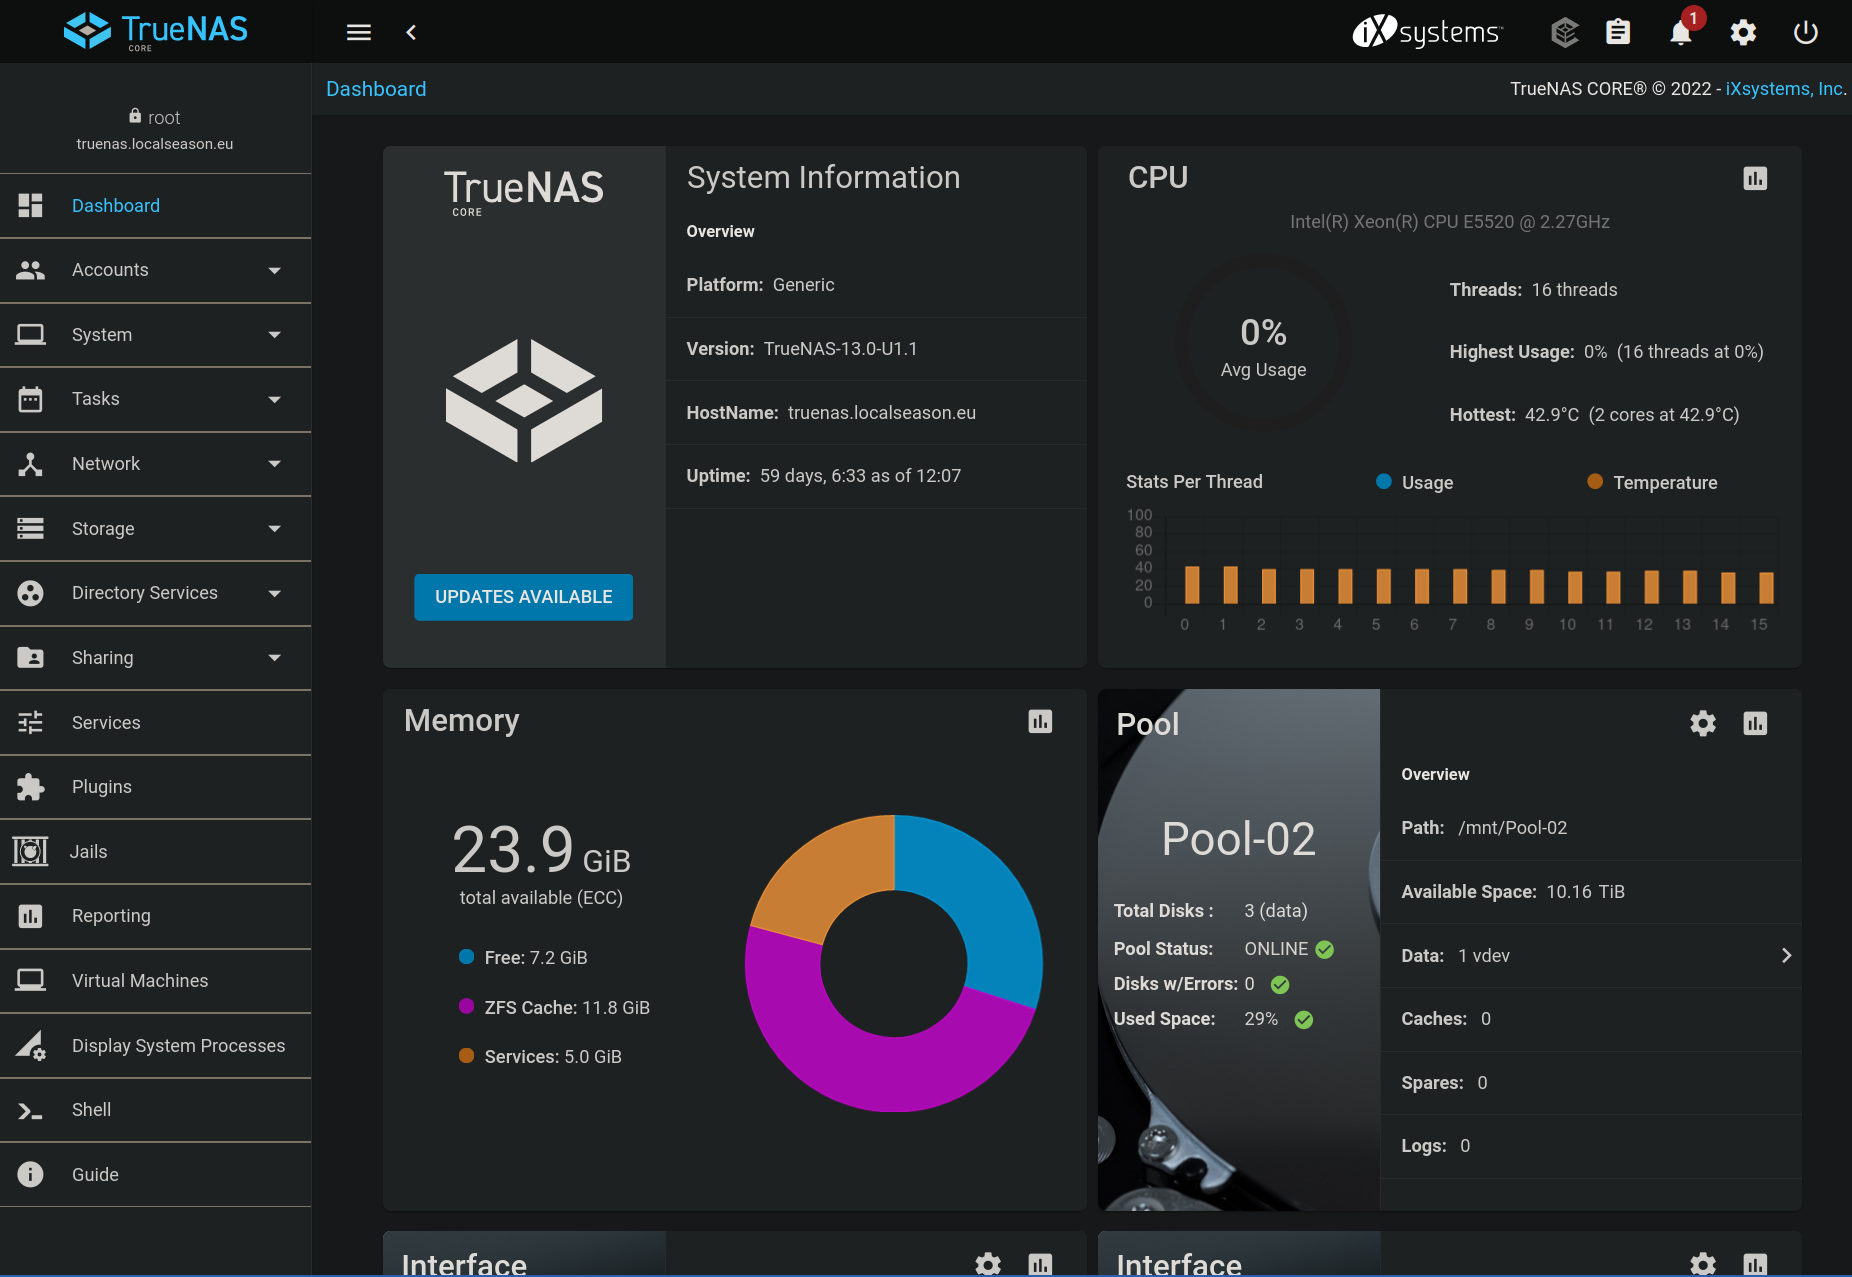 TrueNAS
CORE
iXsystems™
1
Dashboard
TrueNAS CORE® © 2022 - iXsystems, Inc.
root
truenas.localseason.eu
Dashboard
Accounts
System
Tasks
Network
Storage
Directory Services
Sharing
Services
Plugins
Jails
Reporting
Virtual Machines
Display System Processes
Shell
Guide
TrueNAS
CORE
UPDATES AVAILABLE
System Information
Overview
Platform: Generic
Version: TrueNAS-13.0-U1.1
HostName: truenas.localseason.eu
Uptime: 59 days, 6:33 as of 12:07
CPU
Intel(R) Xeon(R) CPU E5520 @ 2.27GHz
0%
Avg Usage
Threads: 16 threads
Highest Usage: 0% (16 threads at 0%)
Hottest: 42.9°C (2 cores at 42.9°C)
Stats Per Thread
Usage
Temperature
100
80
60
40
20
0
0 1 2 3 4 5 6 7 8 9 10 11 12 13 14 15
Memory
23.9 GiB
total available (ECC)
Free: 7.2 GiB
ZFS Cache: 11.8 GiB
Services: 5.0 GiB
Pool
Pool-02
Total Disks : 3 (data)
Pool Status: ONLINE
Disks w/Errors: 0
Used Space: 29%
Overview
Path: /mnt/Pool-02
Available Space: 10.16 TiB
Data: 1 vdev
Caches: 0
Spares: 0
Logs: 0
Interface
Interface